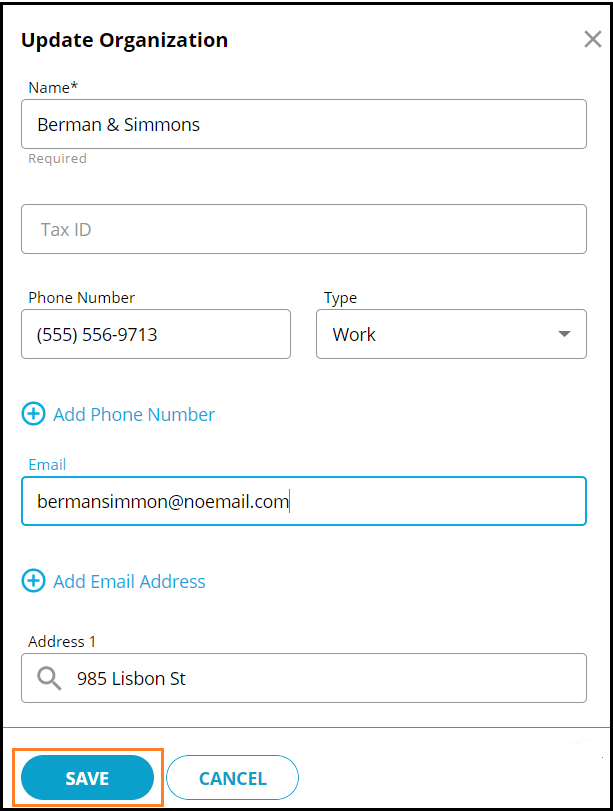 Update Organization
Name*
Berman & Simmons
Required
Tax ID
Phone Number Type
(555) 556-9713 Work
Add Phone Number
Email
bermansimmon@noemail.com
Add Email Address
Address 1
985 Lisbon St
SAVE CANCEL